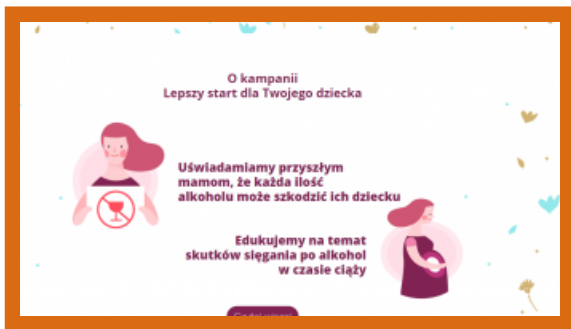 O kampanii
Lepszy start dla Twojego dziecka
Uświadamiamy przyszłym
mamom, że każda ilość
alkoholu może szkodzić ich dziecku
Edukujemy na temat
skutków sięgania po alkohol
w czasie ciąży